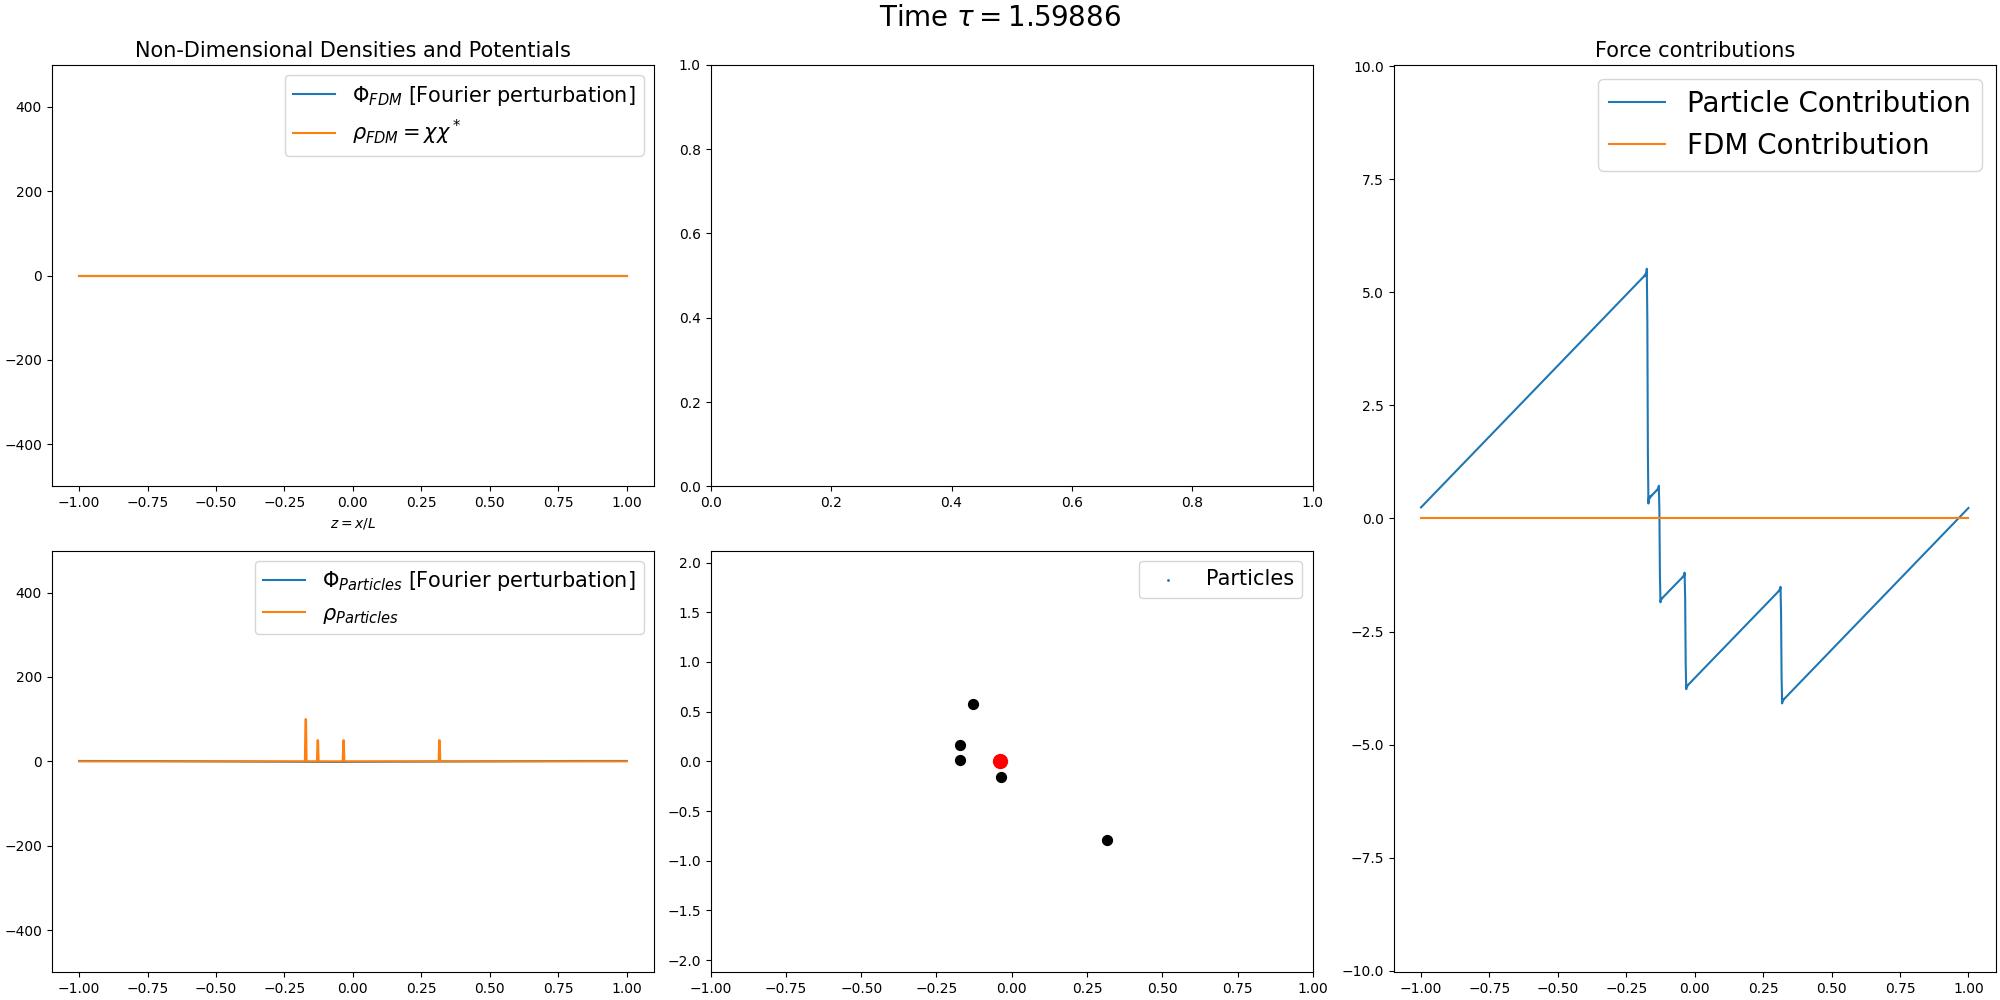 Time τ = 1.59886
Non-Dimensional Densities and Potentials
Φ_FDM [Fourier perturbation]
ρ_FDM = χχ*
400
200
0
−200
−400
−1.00 −0.75 −0.50 −0.25 0.00 0.25 0.50 0.75 1.00
z = x/L
1.0
0.8
0.6
0.4
0.2
0.0
0.0 0.2 0.4 0.6 0.8 1.0
Force contributions
Particle Contribution
FDM Contribution
10.0
7.5
5.0
2.5
0.0
−2.5
−5.0
−7.5
−10.0
−1.00 −0.75 −0.50 −0.25 0.00 0.25 0.50 0.75 1.00
Φ_Particles [Fourier perturbation]
ρ_Particles
400
200
0
−200
−400
−1.00 −0.75 −0.50 −0.25 0.00 0.25 0.50 0.75 1.00
Particles
2.0
1.5
1.0
0.5
0.0
−0.5
−1.0
−1.5
−2.0
−1.00 −0.75 −0.50 −0.25 0.00 0.25 0.50 0.75 1.00